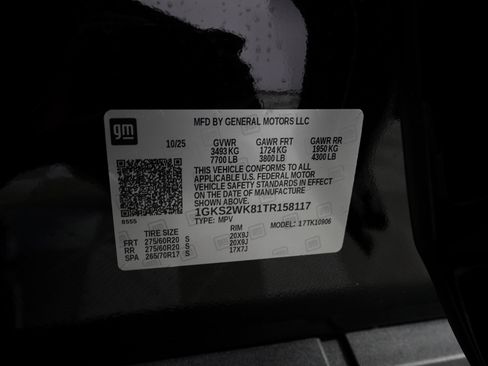 gm
MFD BY GENERAL MOTORS LLC
10/25 GVWR GAWR FRT GAWR RR
3493 KG 1724 KG 1950 KG
7700 LB 3800 LB 4300 LB
THIS VEHICLE CONFORMS TO ALL
APPLICABLE U.S. FEDERAL MOTOR
VEHICLE SAFETY STANDARDS IN EFFECT
ON THE DATE OF MANUFACTURE
SHOWN ABOVE
1GKS2WK81TR158117
8555
TYPE: MPV MODEL: 17TK10906
TIRE SIZE RIM
FRT 275/60R20 S 20X9J
RR 275/60R20 S 20X9J
SPA 265/70R17 S 17X7J